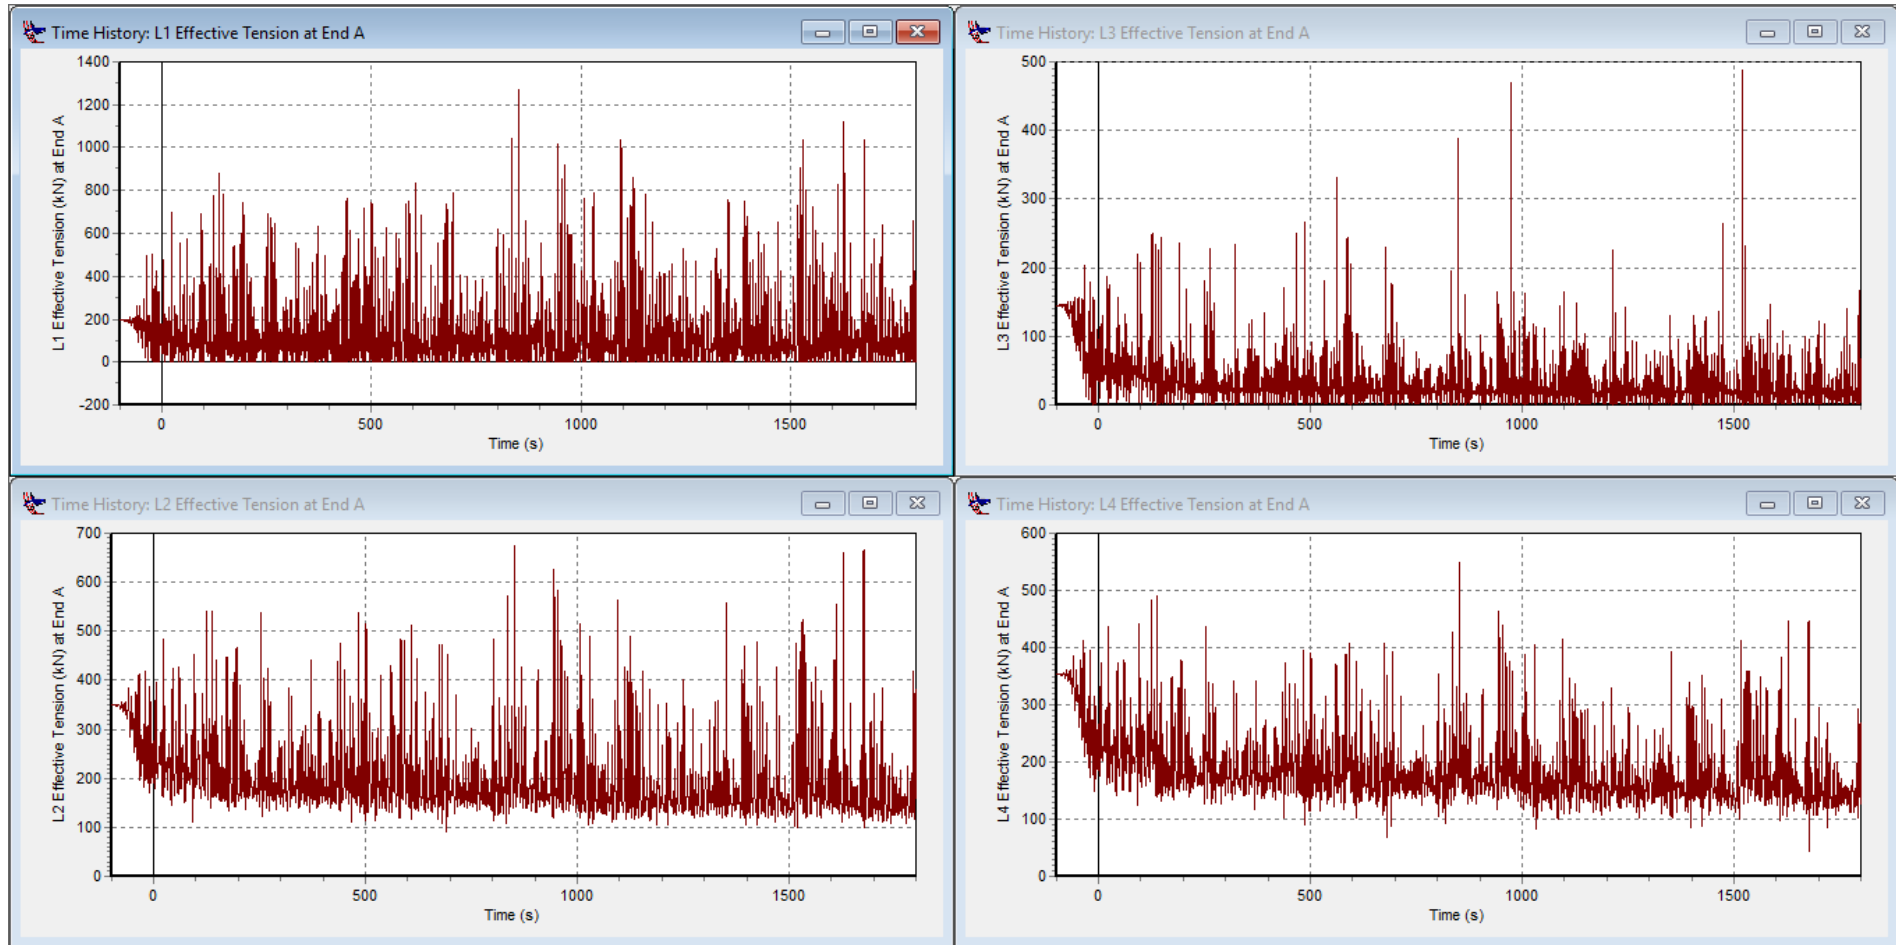 Time History: L1 Effective Tension at End A
L1 Effective Tension (kN) at End A
1400
1200
1000
800
600
400
200
0
-200
0 500 1000 1500
Time (s)
Time History: L3 Effective Tension at End A
L3 Effective Tension (kN) at End A
500
400
300
200
100
0
0 500 1000 1500
Time (s)
Time History: L2 Effective Tension at End A
L2 Effective Tension (kN) at End A
700
600
500
400
300
200
100
0
0 500 1000 1500
Time (s)
Time History: L4 Effective Tension at End A
L4 Effective Tension (kN) at End A
600
500
400
300
200
100
0
0 500 1000 1500
Time (s)